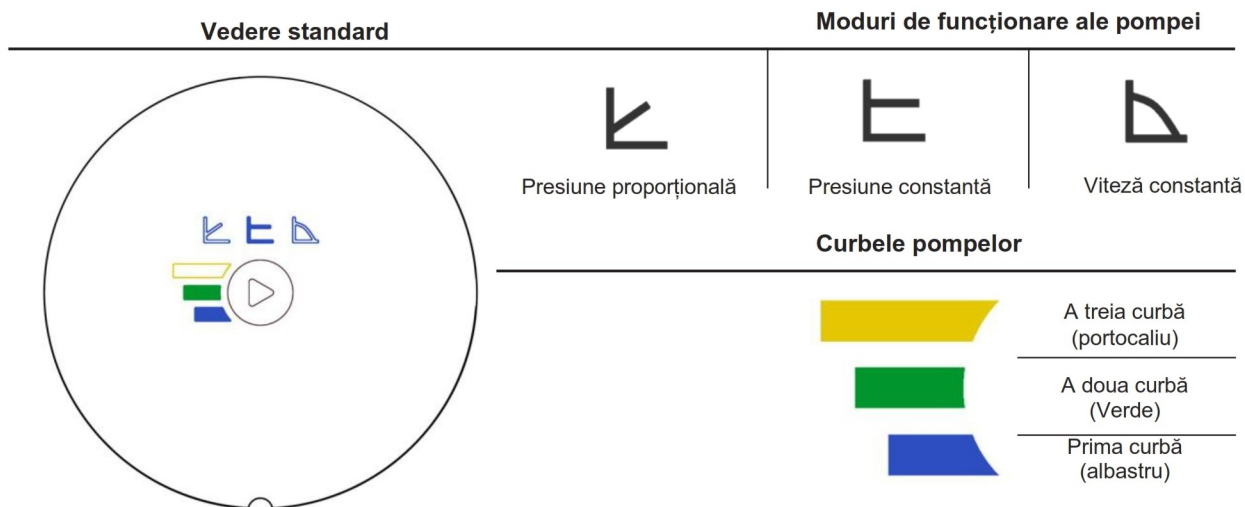 Vedere standard
Moduri de funcționare ale pompei
Presiune proporțională
Presiune constantă
Viteză constantă
Curbele pompelor
A treia curbă
(portocaliu)
A doua curbă
(Verde)
Prima curbă
(albastru)